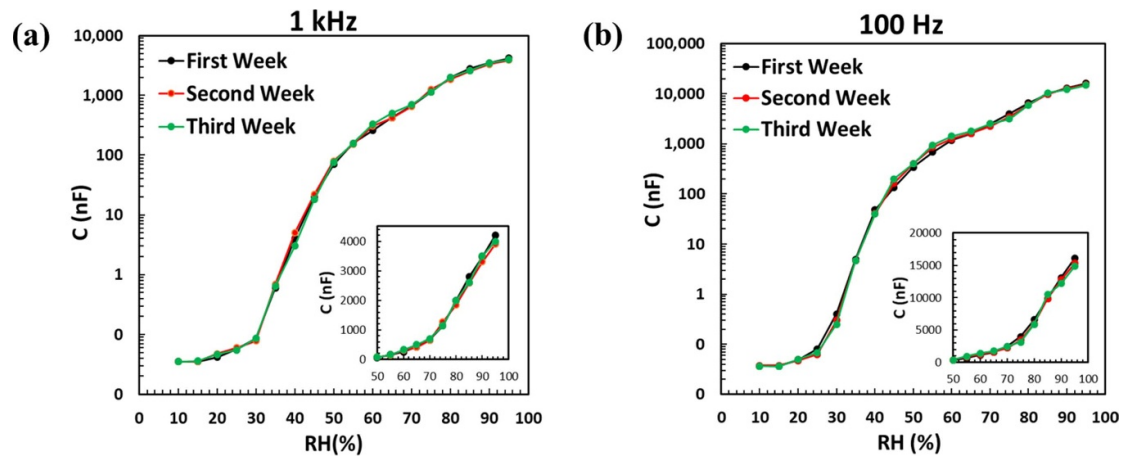 (a)
1 kHz
10,000
1,000
100
10
1
0
0
C (nF)
First Week
Second Week
Third Week
0 10 20 30 40 50 60 70 80 90 100
RH(%)
4000
3000
2000
1000
0
C (nF)
50 60 70 80 90 100
(b)
100 Hz
100,000
10,000
1,000
100
10
1
0
0
C (nF)
First Week
Second Week
Third Week
0 10 20 30 40 50 60 70 80 90 100
RH (%)
20000
15000
10000
5000
0
C (nF)
50 60 70 80 90 100